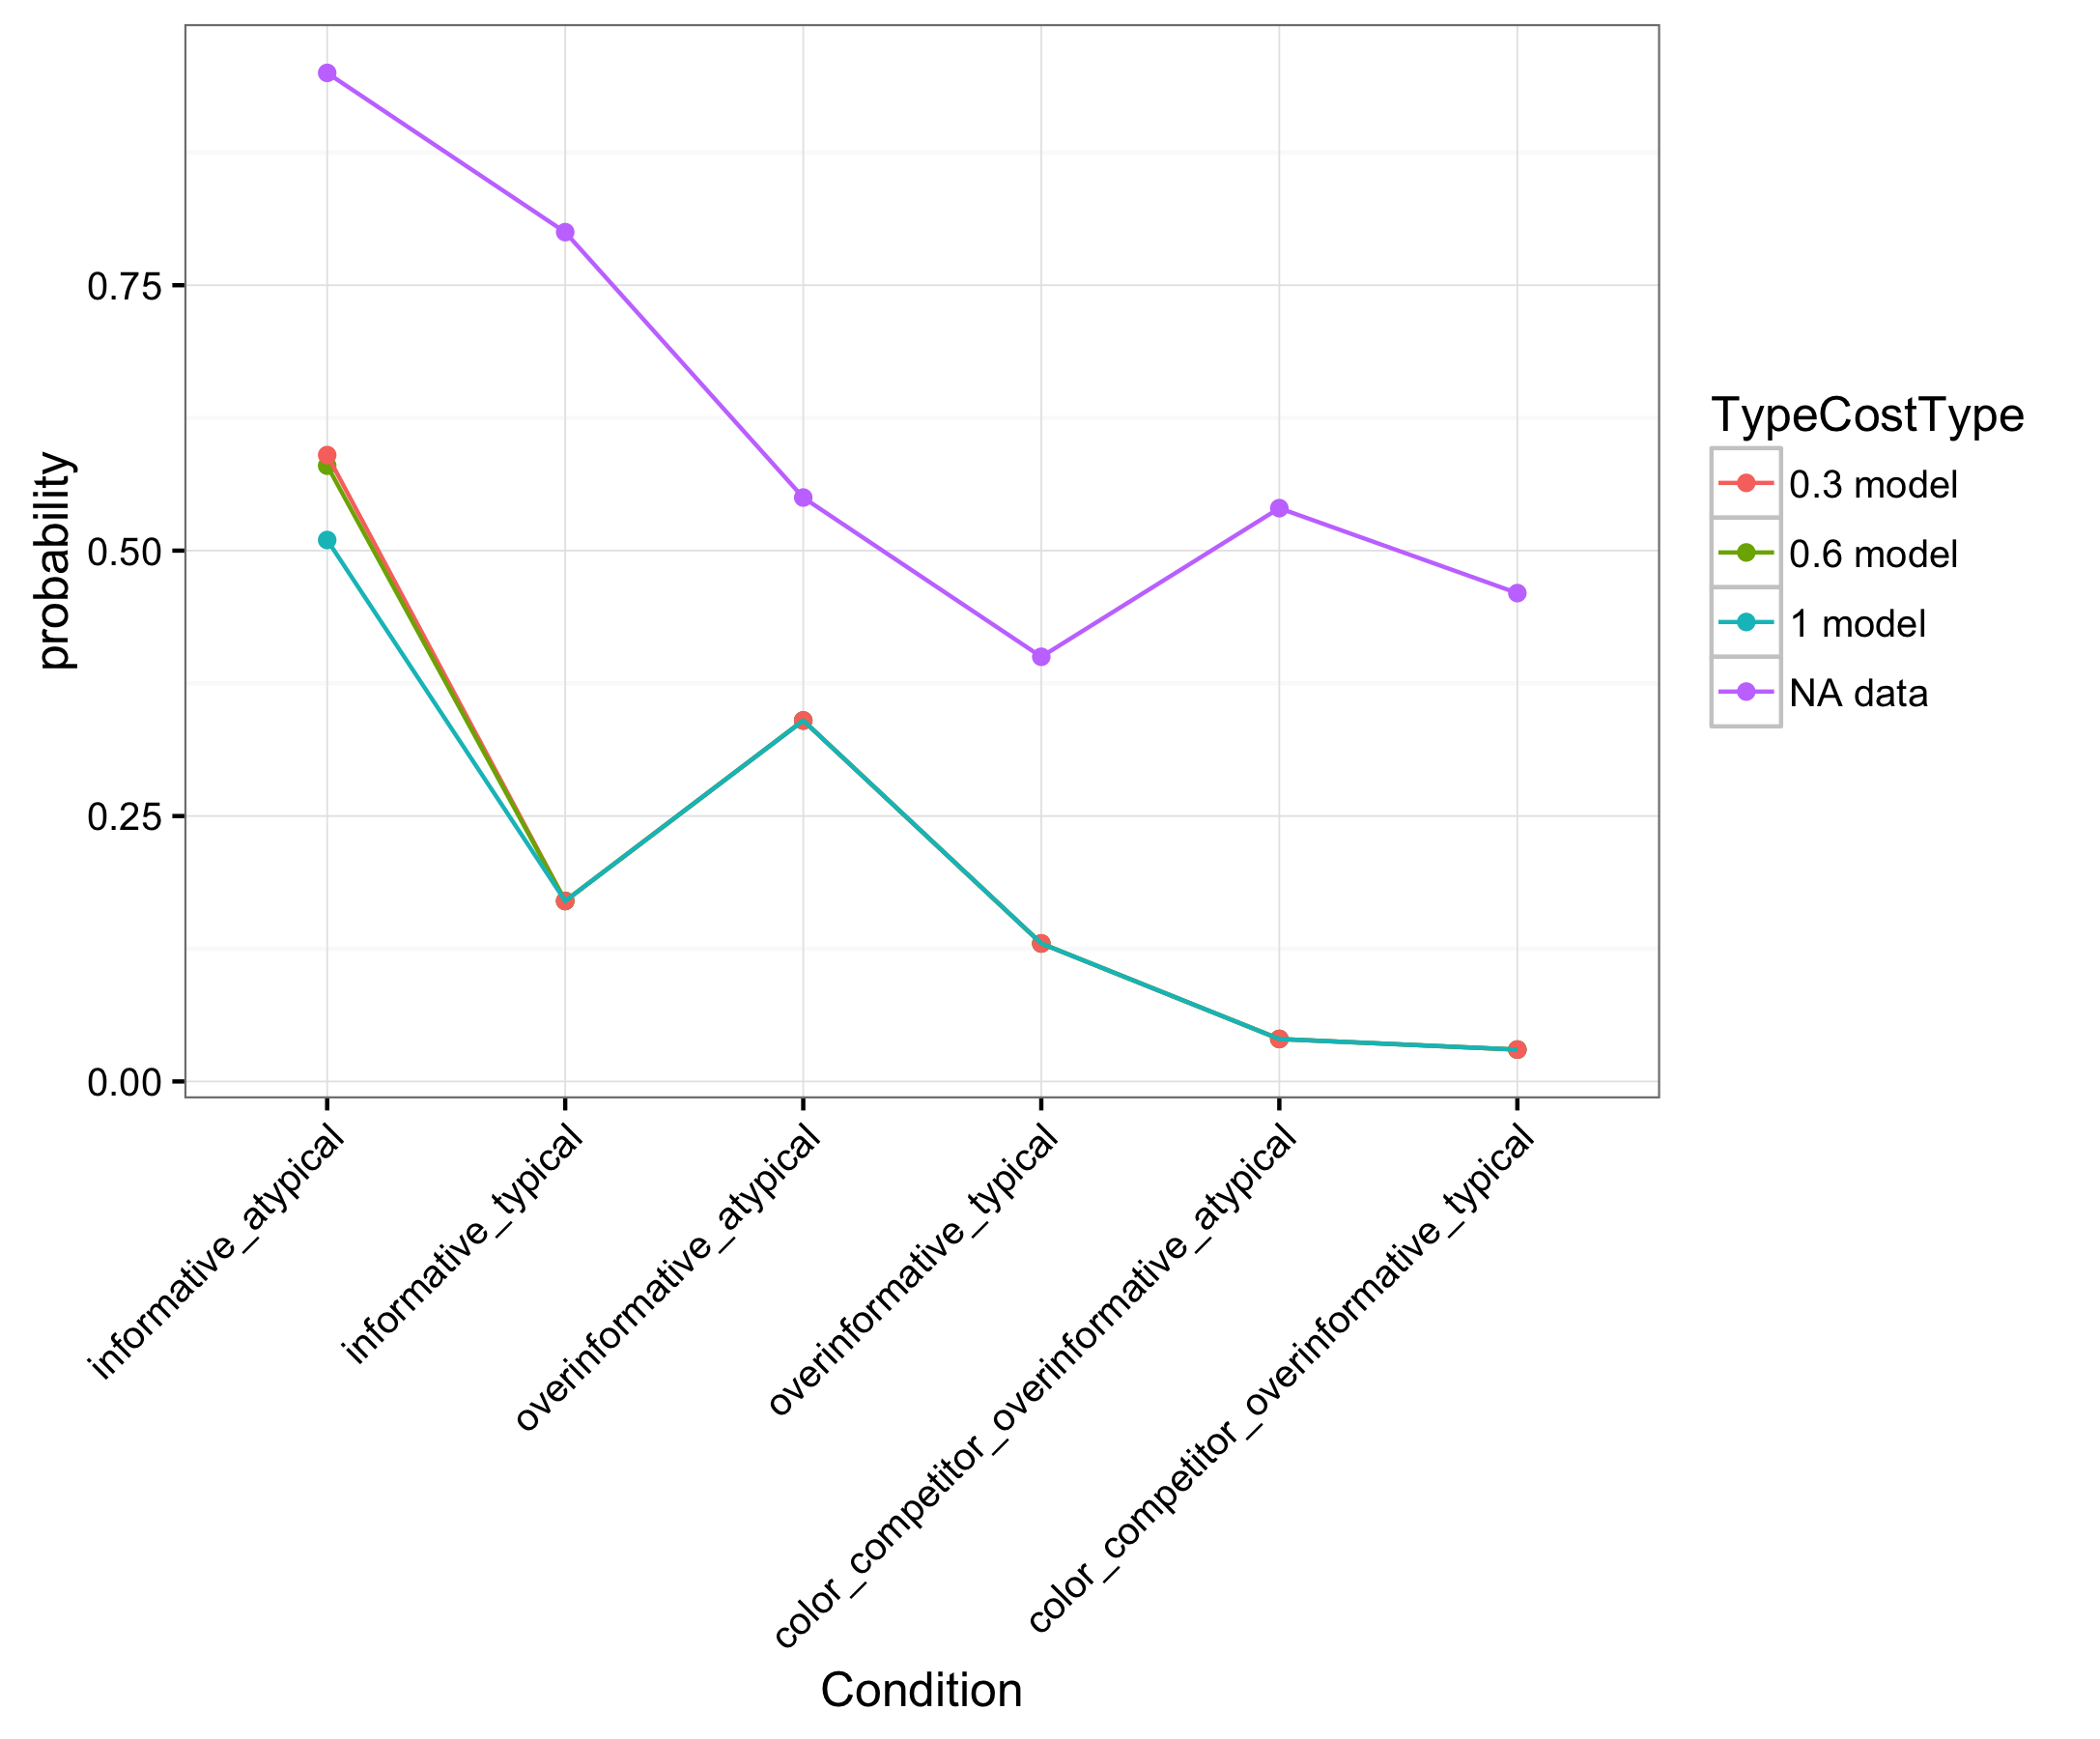 probability
0.75
0.50
0.25
0.00
informative_atypical
informative_typical
overinformative_atypical
overinformative_typical
color_competitor_overinformative_atypical
color_competitor_overinformative_typical
Condition
TypeCostType
0.3 model
0.6 model
1 model
NA data